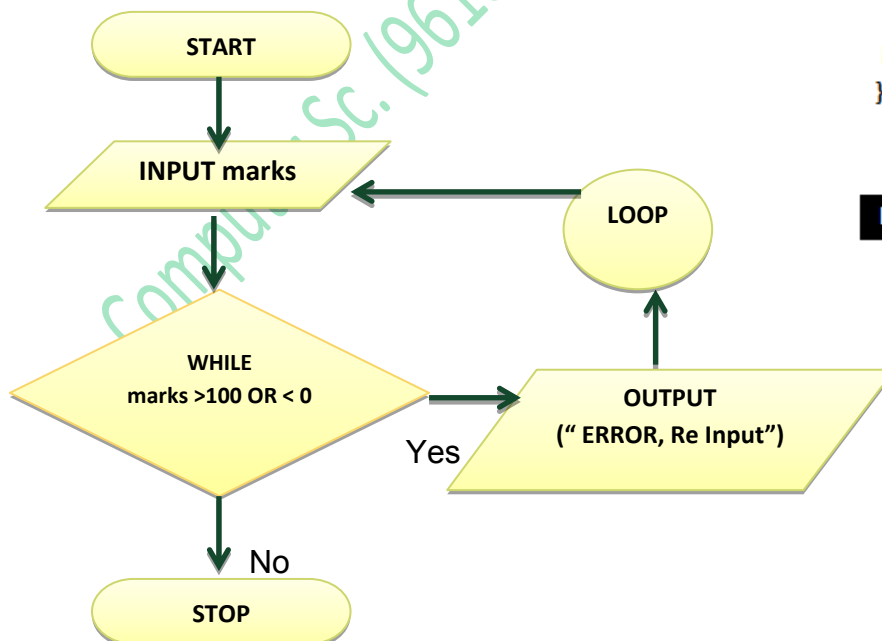 START
INPUT marks
LOOP
WHILE
marks >100 OR < 0
OUTPUT
(“ ERROR, Re Input”)
Yes
No
STOP
}